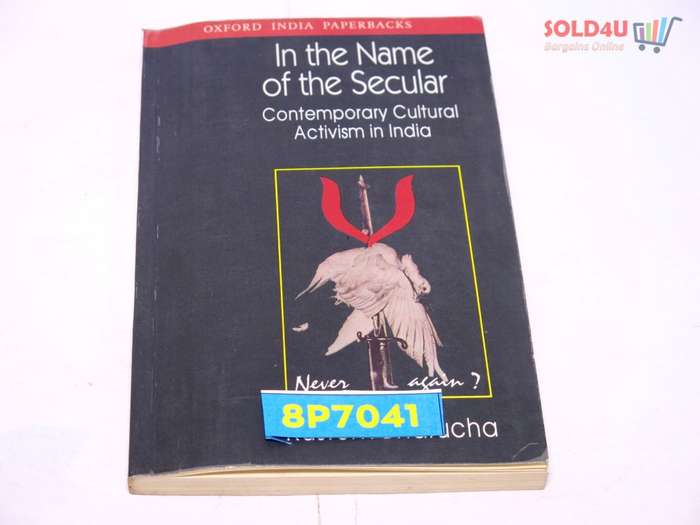 OXFORD INDIA PAPERBACKS
In the Name
of the Secular
Contemporary Cultural
Activism in India
Never again?
8P7041
SOLD4U
Bargains Online